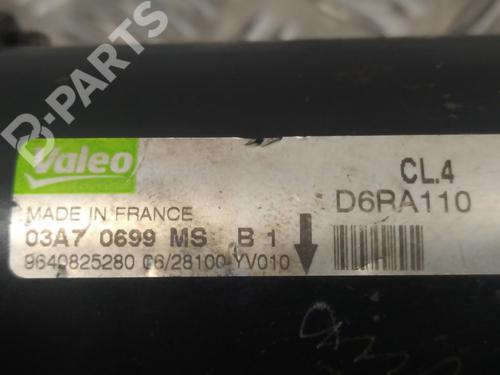 B-PARTS
Valeo
CL.4
D6RA110
MADE IN FRANCE
03A7 0699 MS B 1
9640825280 06/28100-YV010